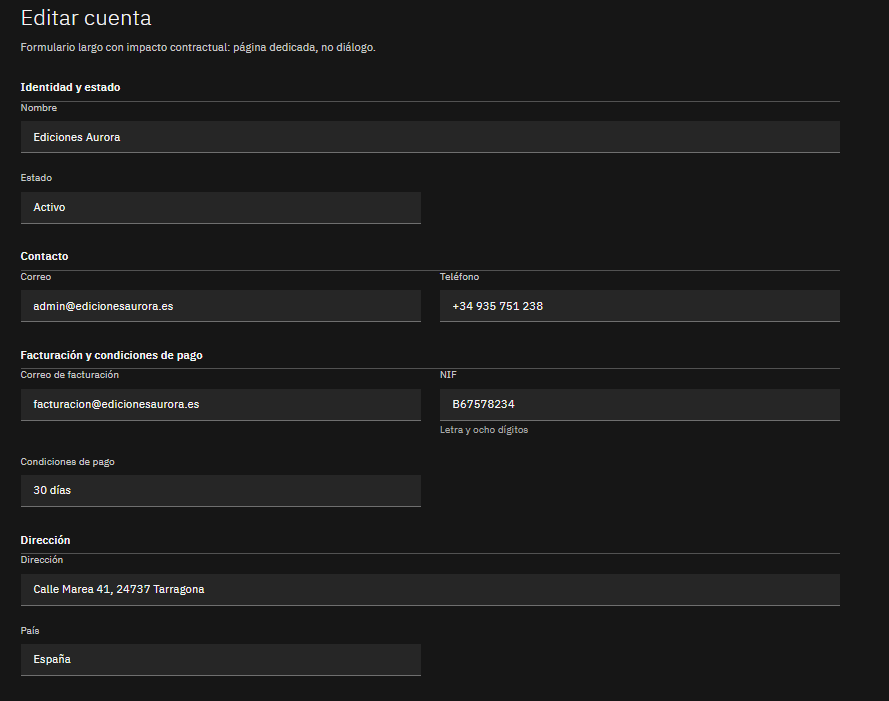 Editar cuenta
Formulario largo con impacto contractual: página dedicada, no diálogo.
Identidad y estado
Nombre
Ediciones Aurora
Estado
Activo
Contacto
Correo
Teléfono
admin@edicionesaurora.es
+34 935 751 238
Facturación y condiciones de pago
Correo de facturación
NIF
facturacion@edicionesaurora.es
B67578234
Letra y ocho dígitos
Condiciones de pago
30 días
Dirección
Dirección
Calle Marea 41, 24737 Tarragona
País
España